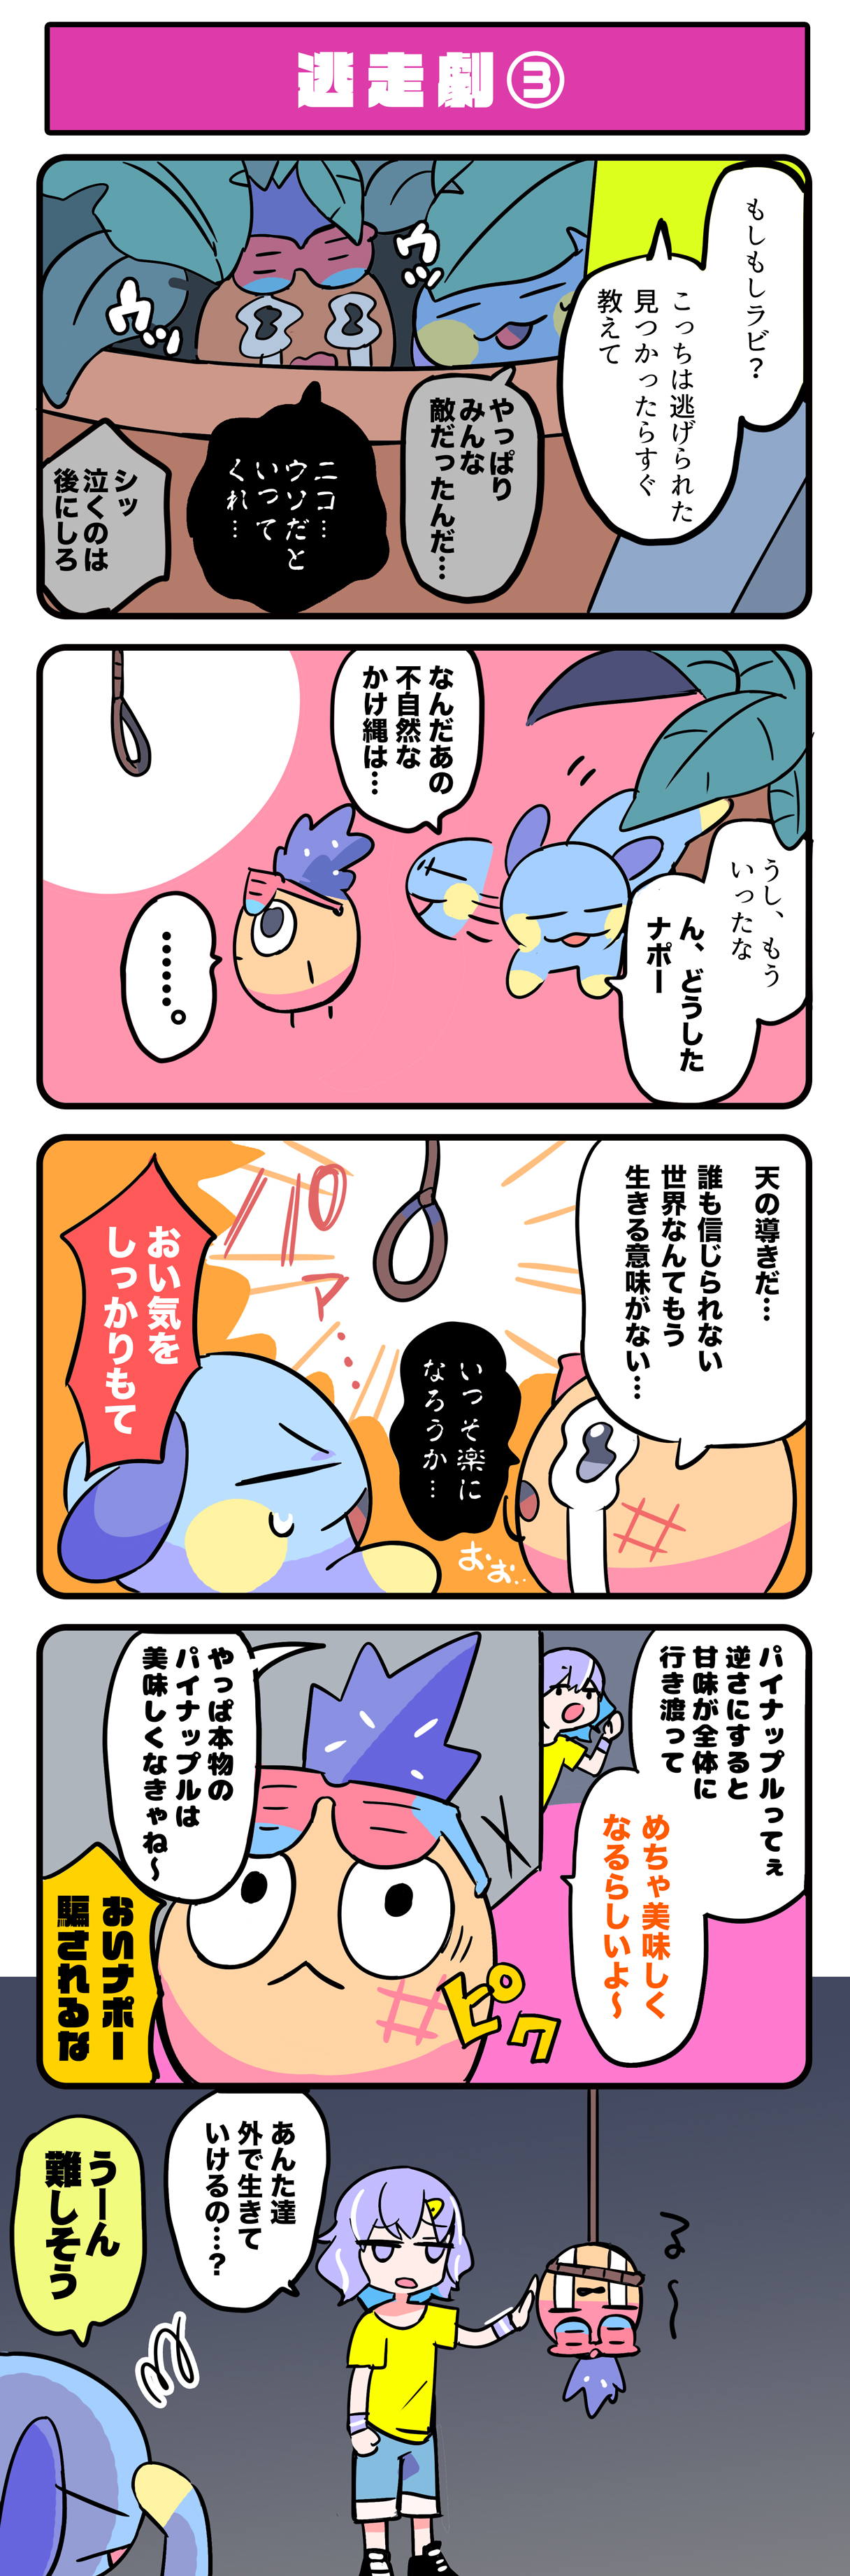 逃走劇③
もしもしラビ？
こっちは逃げられた
見つかったらすぐ
教えて
ウッ…
ウッ…
やっぱり
みんな
敵だったんだ…
ニコ…
ウソだと
いって
くれ…
シッ
泣くのは
後にしろ
うし、もう
いったな
ん、どうした
ナポー
なんだあの
不自然な
かけ縄は…
……。
天の導きだ…
誰も信じられない
世界なんてもう
生きる意味がない…
いっそ楽に
なろうか…
おぉ…
パァ…
おい気を
しっかりもて
パイナップルってぇ
逆さにすると
甘味が全体に
行き渡って
めちゃ美味しく
なるらしいよ～
ピク
やっぱ本物の
パイナップルは
美味しくなきゃね～
おいナポー
騙されるな
る～
あんた達
外で生きて
いけるの…？
うーん
難しそう